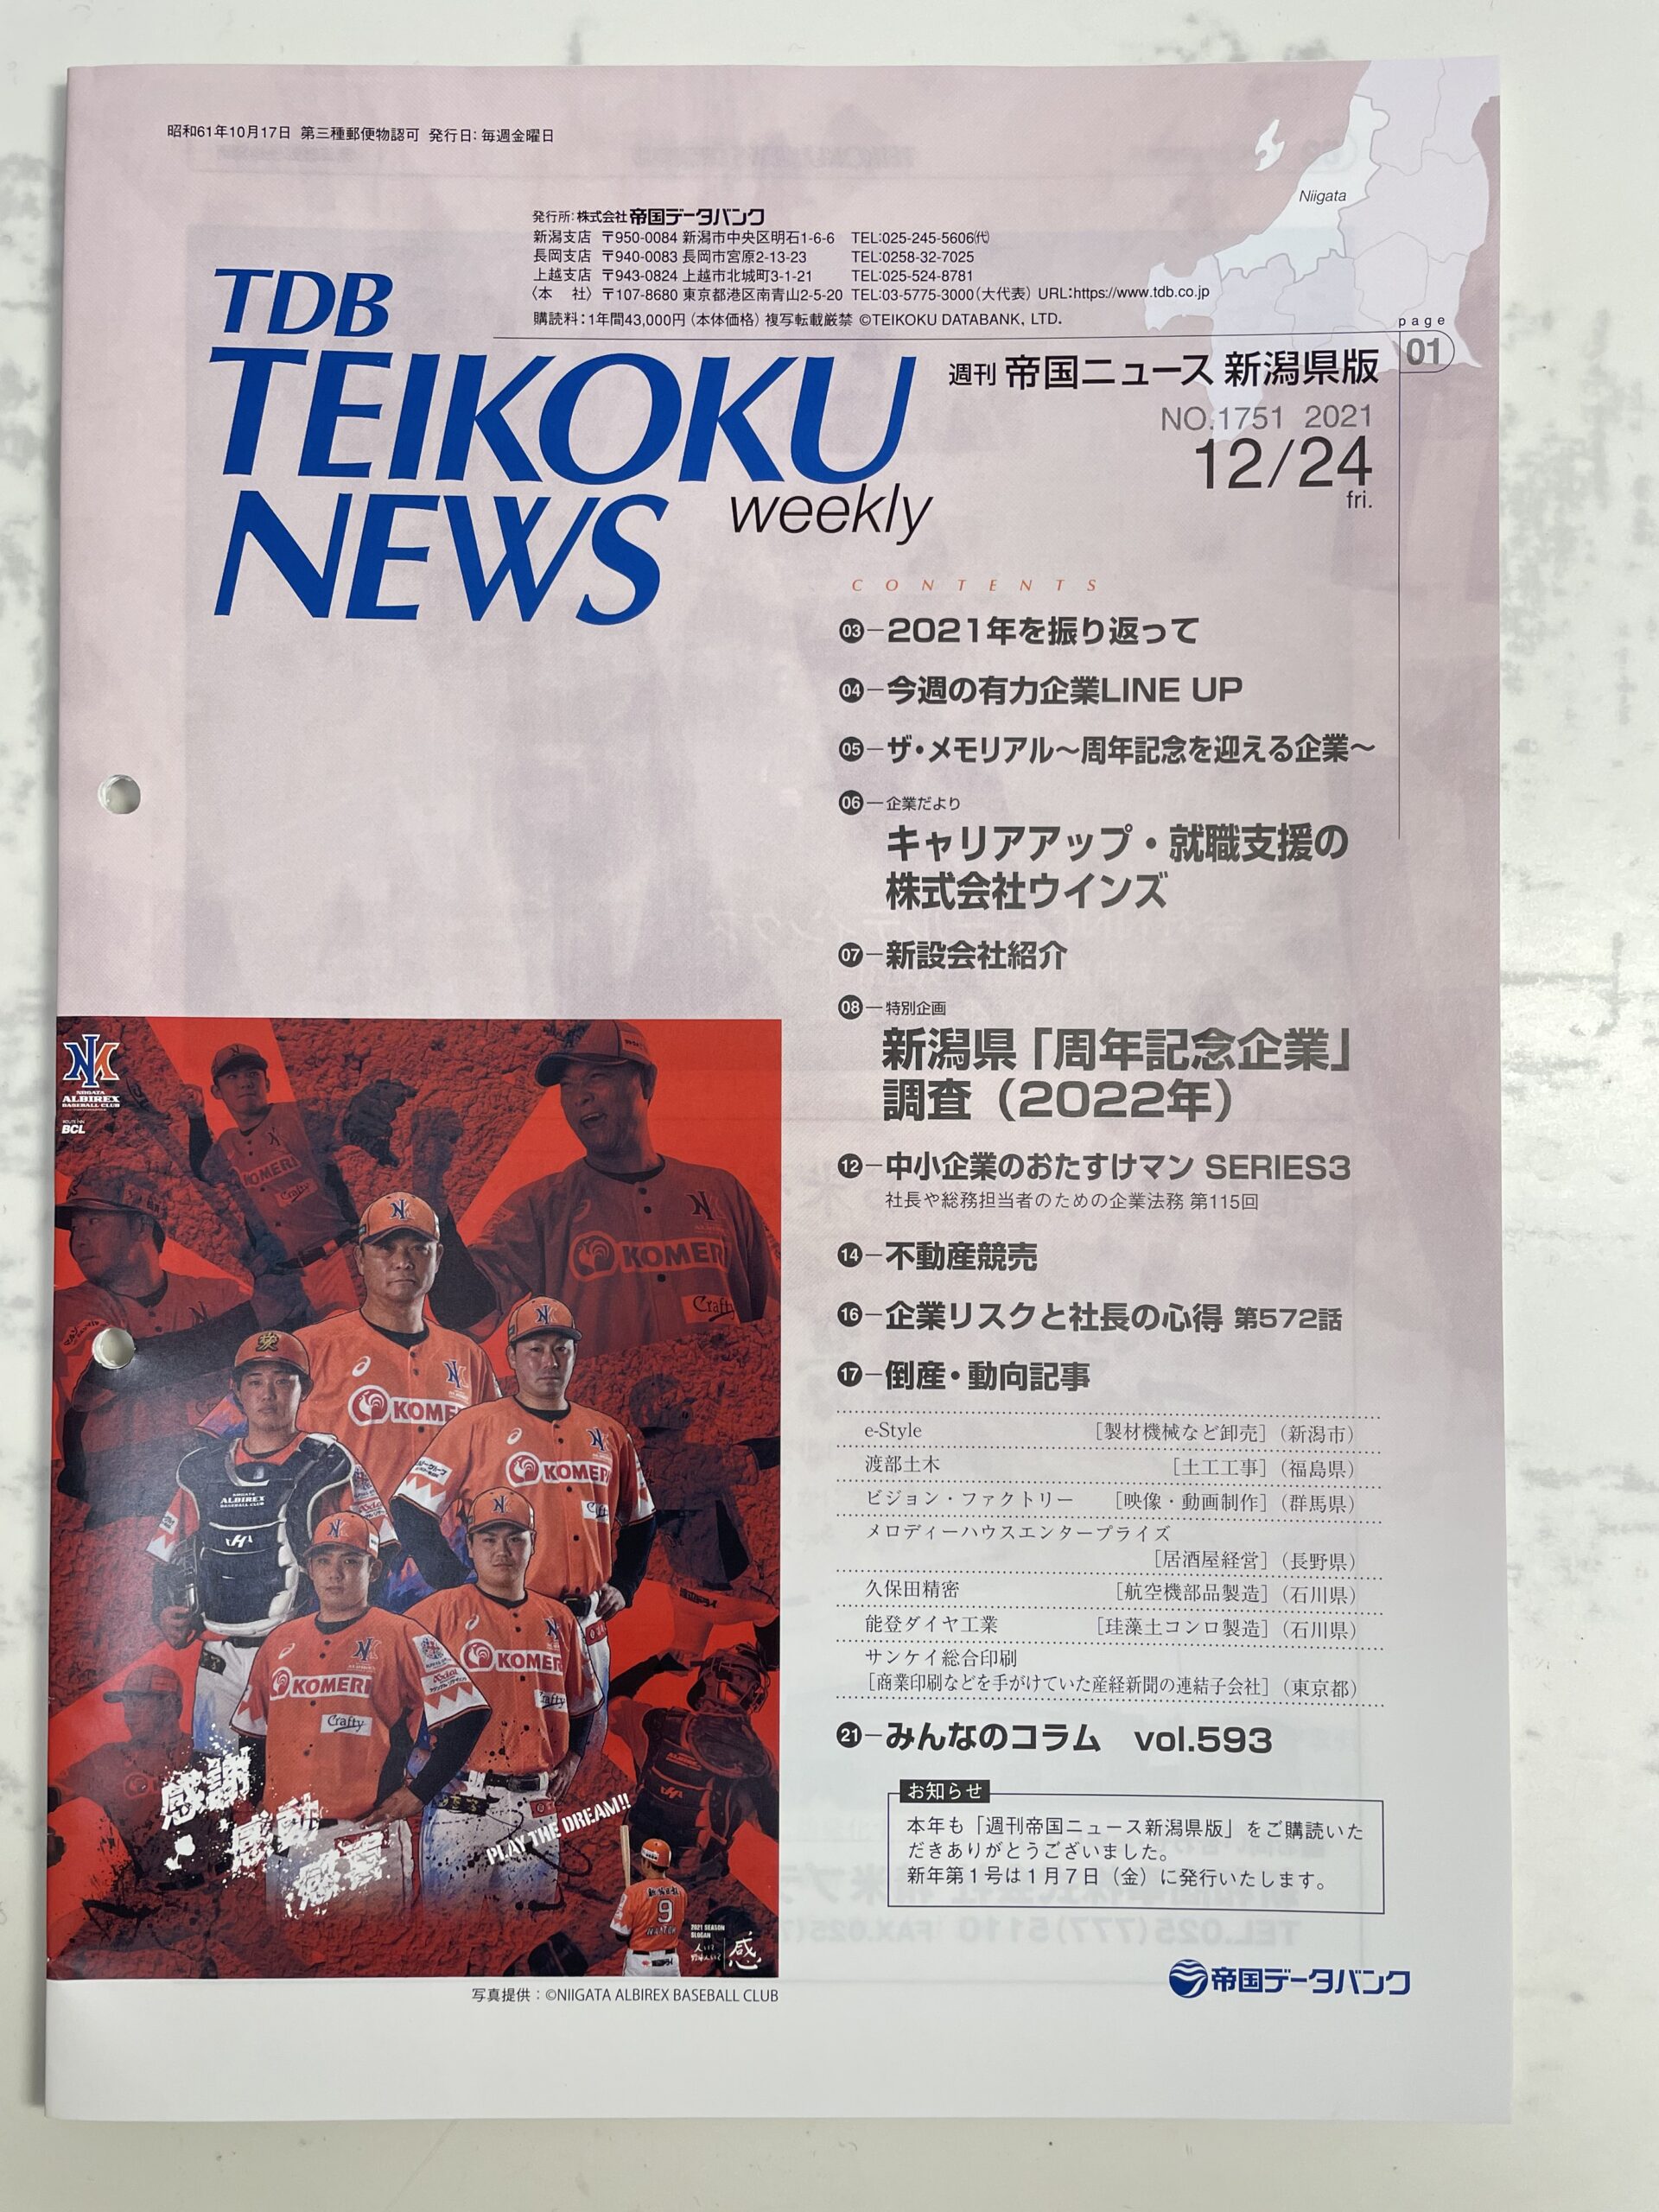 昭和61年10月17日 第三種郵便物認可 発行日：毎週金曜日
Niigata
発行所：株式会社 帝国データバンク
新潟支店 〒950-0084 新潟市中央区明石1-6-6 TEL:025-245-5606㈹
長岡支店 〒940-0083 長岡市宮原2-13-23 TEL:0258-32-7025
上越支店 〒943-0824 上越市北城町3-1-21 TEL:025-524-8781
〈本 社〉〒107-8680 東京都港区南青山2-5-20 TEL:03-5775-3000（大代表） URL:https://www.tdb.co.jp
購読料：1年間43,000円（本体価格）複写転載厳禁 ©TEIKOKU DATABANK, LTD.
page
01
TDB
TEIKOKU
NEWS
weekly
週刊 帝国ニュース 新潟県版
NO.1751 2021
12/24
fri.
CONTENTS
03－2021年を振り返って
04－今週の有力企業LINE UP
05－ザ・メモリアル～周年記念を迎える企業～
06－企業だより
キャリアアップ・就職支援の
株式会社ウインズ
07－新設会社紹介
08－特別企画
新潟県「周年記念企業」
調査（2022年）
12－中小企業のおたすけマン SERIES3
社長や総務担当者のための企業法務 第115回
14－不動産競売
16－企業リスクと社長の心得 第572話
17－倒産・動向記事
e-Style ［製材機械など卸売］（新潟市）
渡部土木 ［土工工事］（福島県）
ビジョン・ファクトリー ［映像・動画制作］（群馬県）
メロディーハウスエンタープライズ
［居酒屋経営］（長野県）
久保田精密 ［航空機部品製造］（石川県）
能登ダイヤ工業 ［珪藻土コンロ製造］（石川県）
サンケイ総合印刷
［商業印刷などを手がけていた産経新聞の連結子会社］（東京都）
21－みんなのコラム vol.593
お知らせ
本年も「週刊帝国ニュース新潟県版」をご購読いた
だきありがとうございました。
新年第1号は1月7日（金）に発行いたします。
帝国データバンク
NIIGATA
ALBIREX
BASEBALL CLUB
BCL
KOMERI
Crafty
KOMERI
Crafty
KOMERI
KOMERI
Crafty
NIIGATA
ALBIREX
BASEBALL CLUB
KOMERI
Crafty
KOMERI
Crafty
感謝
感動
感響
PLAY THE DREAM!!
9
2021 SEASON
SLOGAN
感
写真提供：©NIIGATA ALBIREX BASEBALL CLUB